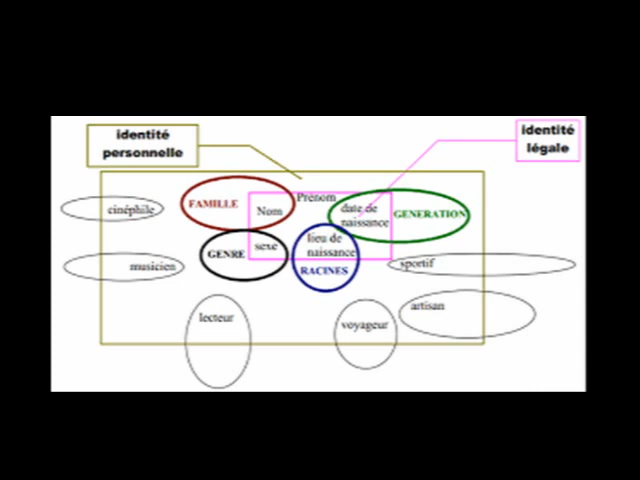 identité
personnelle
identité
légale
cinéphile
FAMILLE
Nom
Prénom
date de
naissance
GENERATION
GENRE
sexe
lieu de
naissance
RACINES
musicien
sportif
lecteur
voyageur
artisan